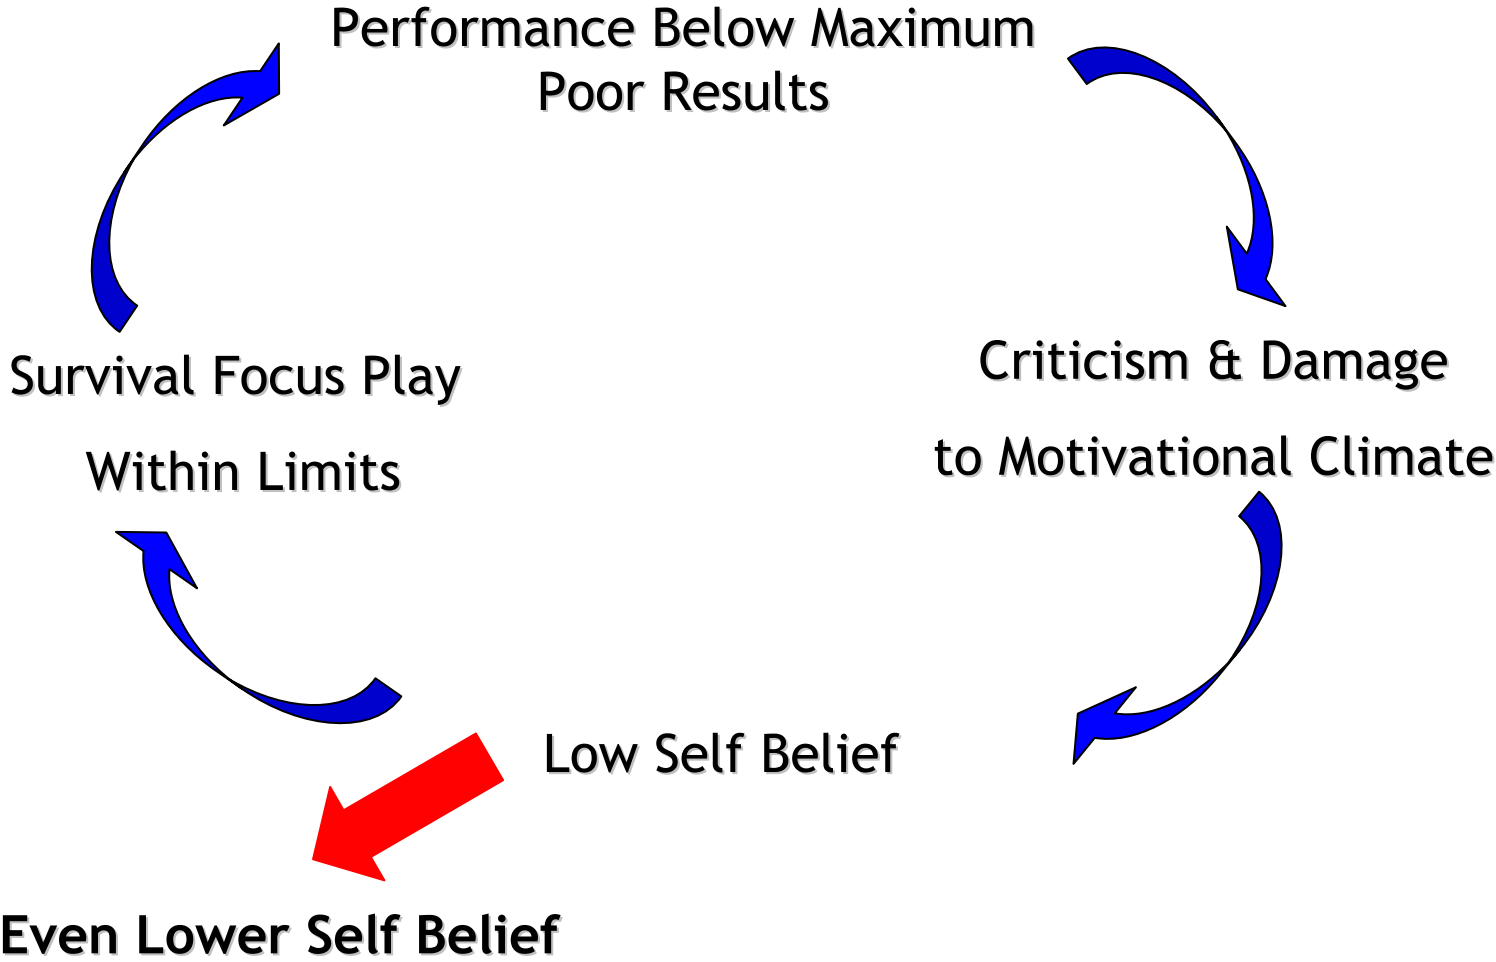 Performance Below Maximum
Poor Results
Criticism & Damage
to Motivational Climate
Survival Focus Play
Within Limits
Low Self Belief
Even Lower Self Belief